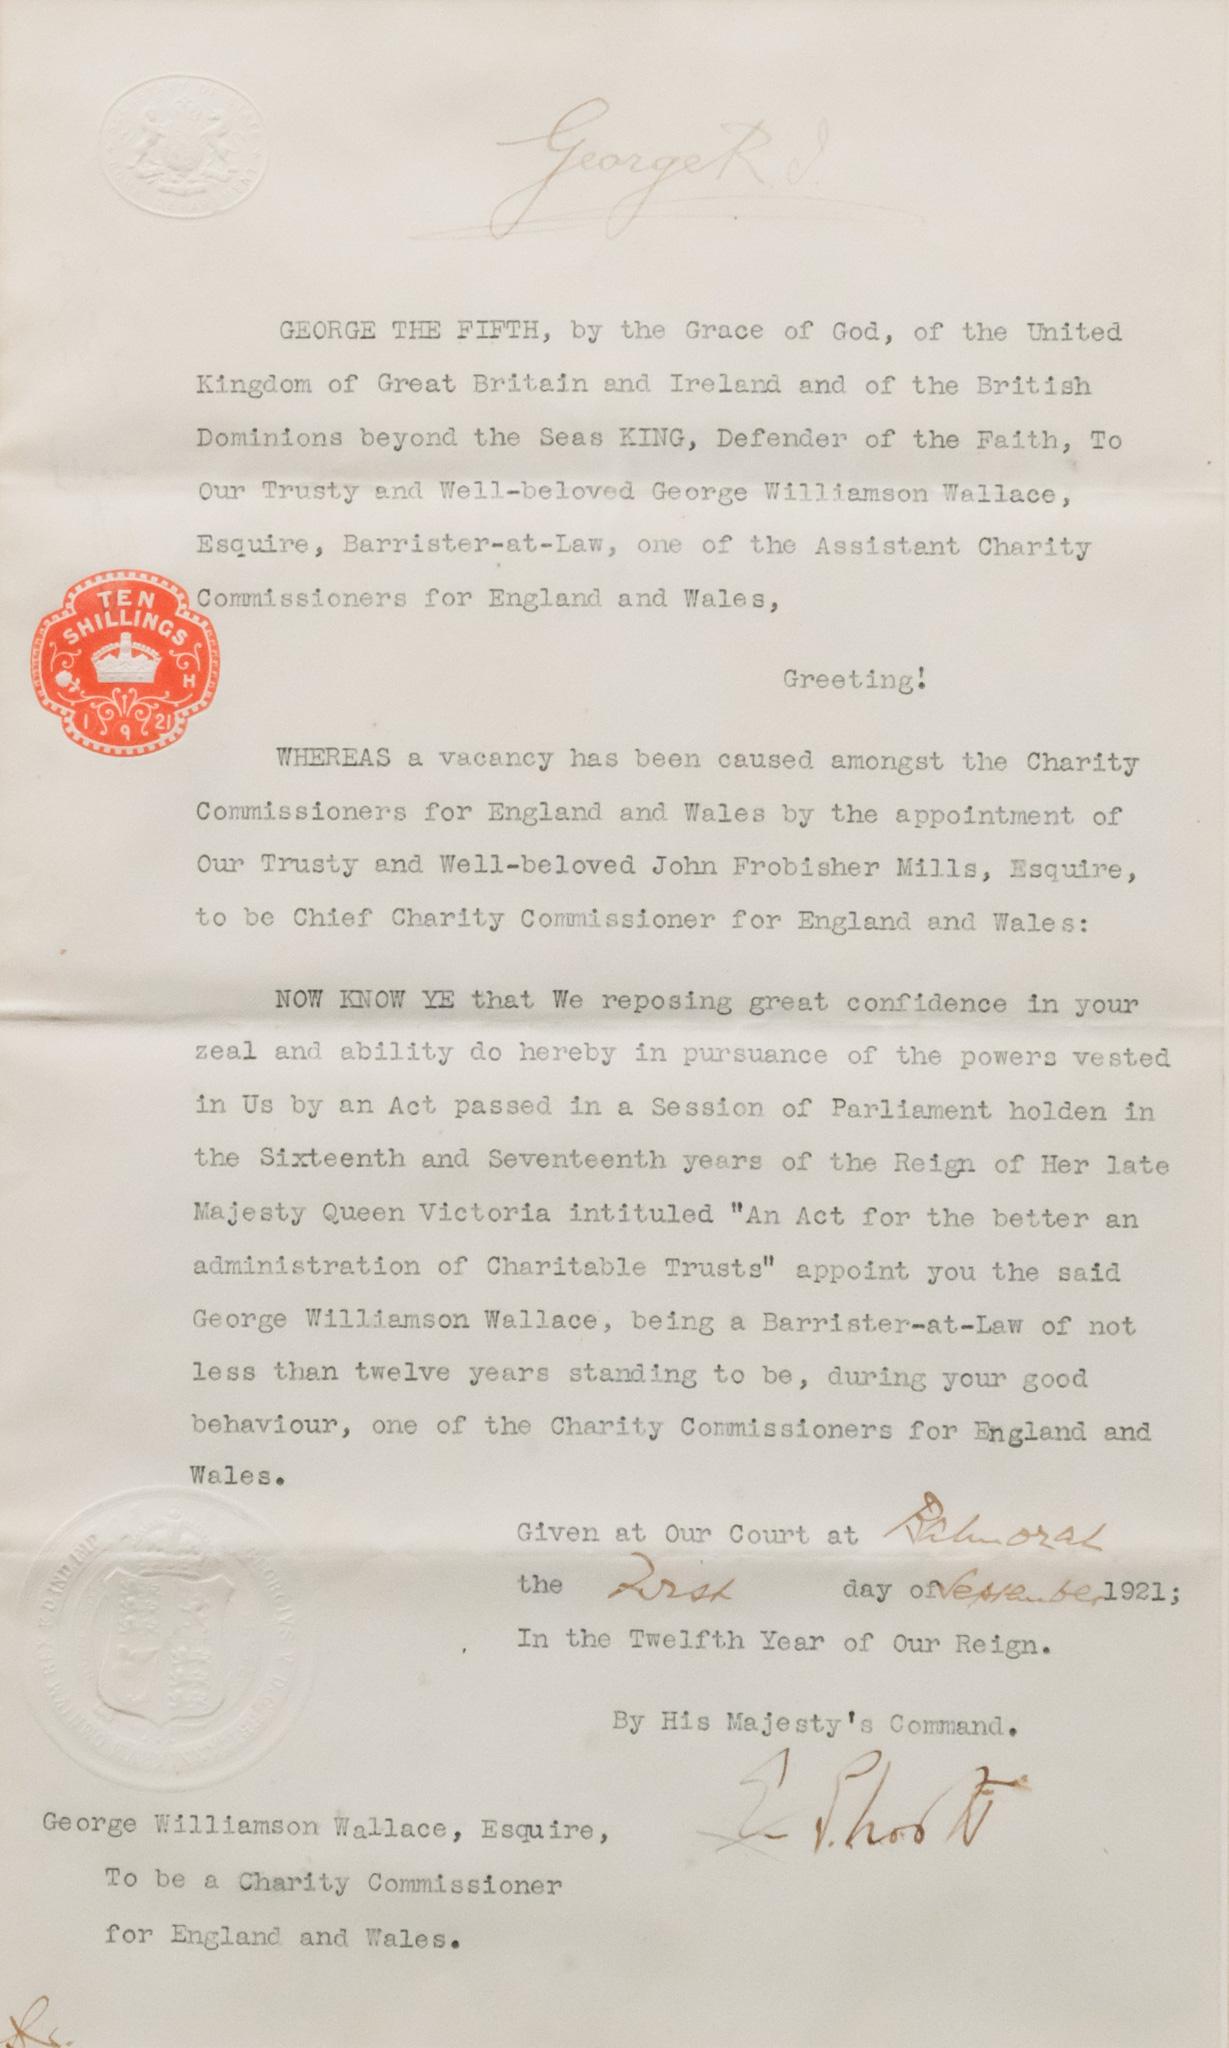 George R. I.
GEORGE THE FIFTH, by the Grace of God, of the United
Kingdom of Great Britain and Ireland and of the British
Dominions beyond the Seas KING, Defender of the Faith, To
Our Trusty and Well-beloved George Williamson Wallace,
Esquire, Barrister-at-Law, one of the Assistant Charity
Commissioners for England and Wales,
TEN
SHILLINGS
H
1 9 21
Greeting!
WHEREAS a vacancy has been caused amongst the Charity
Commissioners for England and Wales by the appointment of
Our Trusty and Well-beloved John Frobisher Mills, Esquire,
to be Chief Charity Commissioner for England and Wales:
NOW KNOW YE that We reposing great confidence in your
zeal and ability do hereby in pursuance of the powers vested
in Us by an Act passed in a Session of Parliament holden in
the Sixteenth and Seventeenth years of the Reign of Her late
Majesty Queen Victoria intituled "An Act for the better an
administration of Charitable Trusts" appoint you the said
George Williamson Wallace, being a Barrister-at-Law of not
less than twelve years standing to be, during your good
behaviour, one of the Charity Commissioners for England and
Wales.
Given at Our Court at Balmoral
the First day of September 1921;
In the Twelfth Year of Our Reign.
By His Majesty's Command.
E Shortt
George Williamson Wallace, Esquire,
To be a Charity Commissioner
for England and Wales.